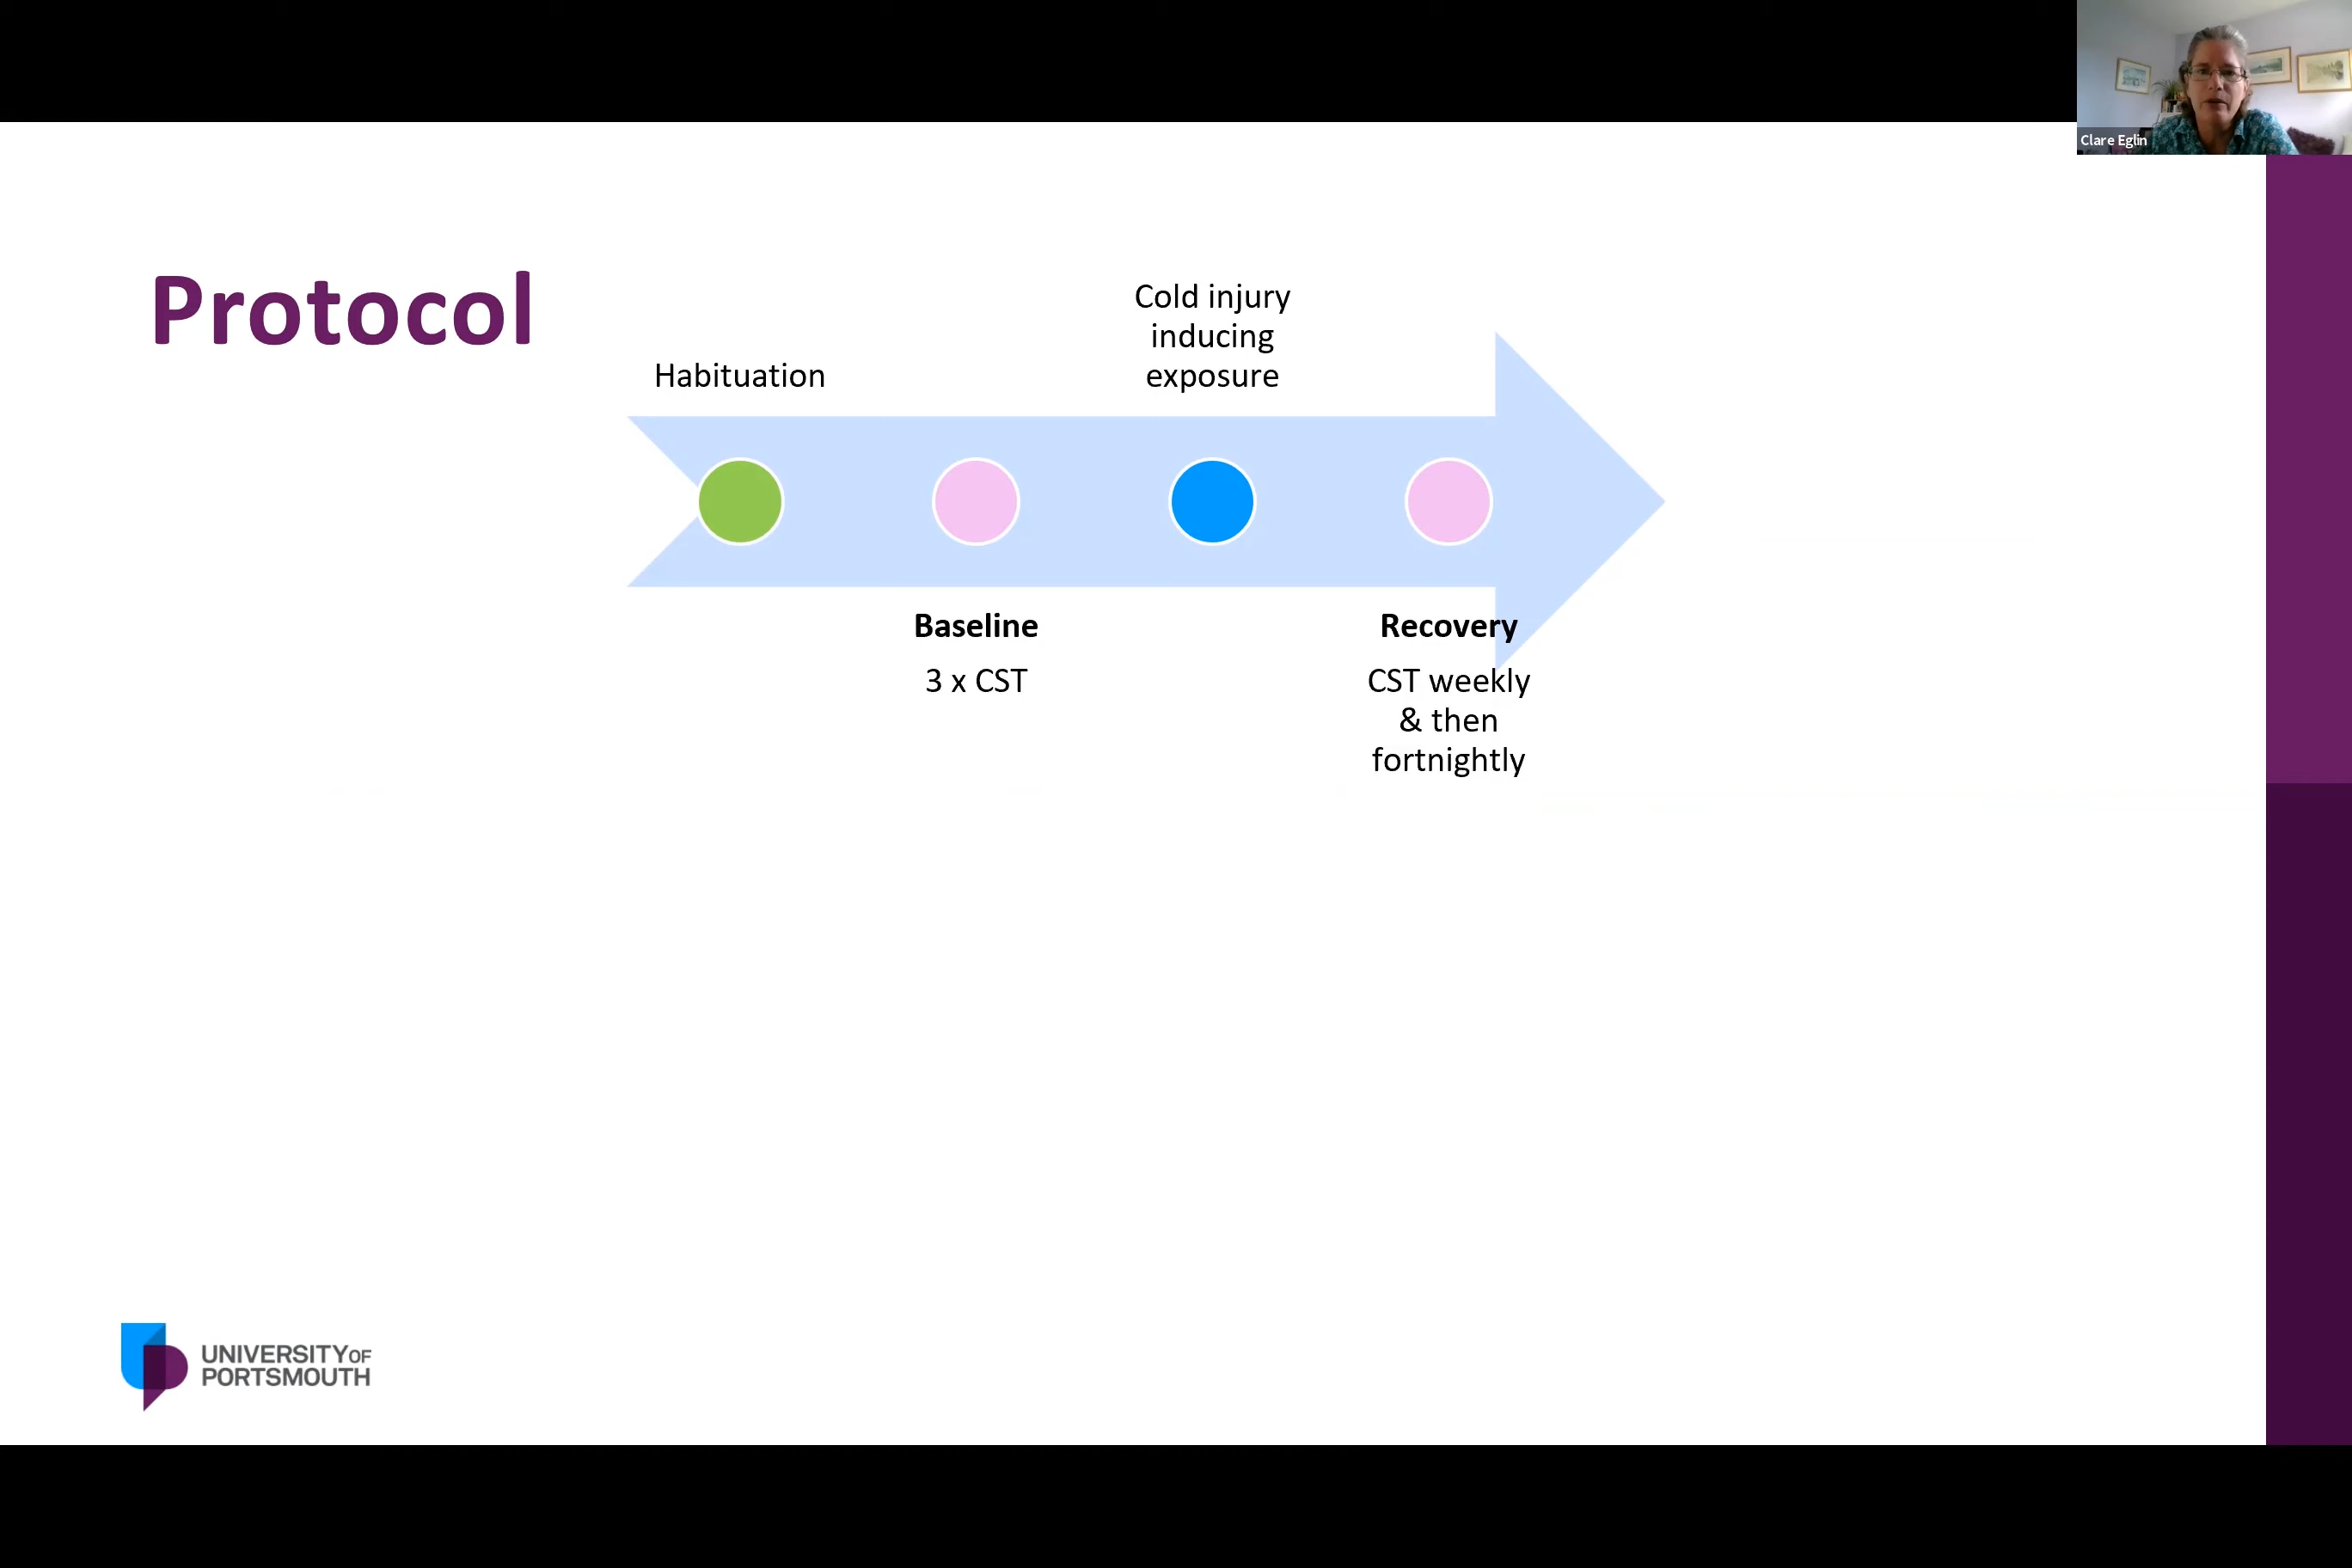 Clare Eglin
Protocol
Habituation
Cold injury
inducing
exposure
Baseline
3 x CST
Recovery
CST weekly
& then
fortnightly
UNIVERSITY OF
PORTSMOUTH